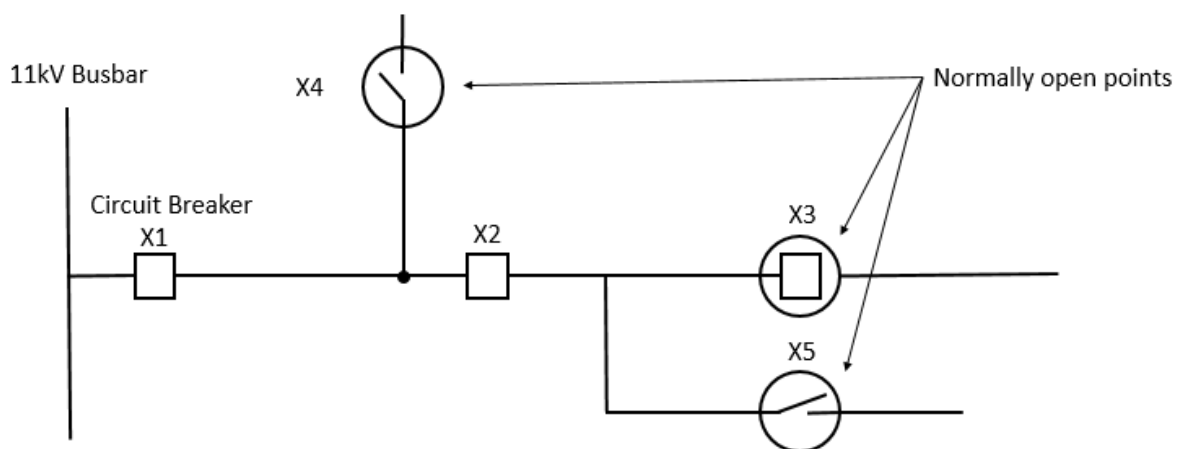 11kV Busbar
X4
Normally open points
Circuit Breaker
X1
X2
X3
X5